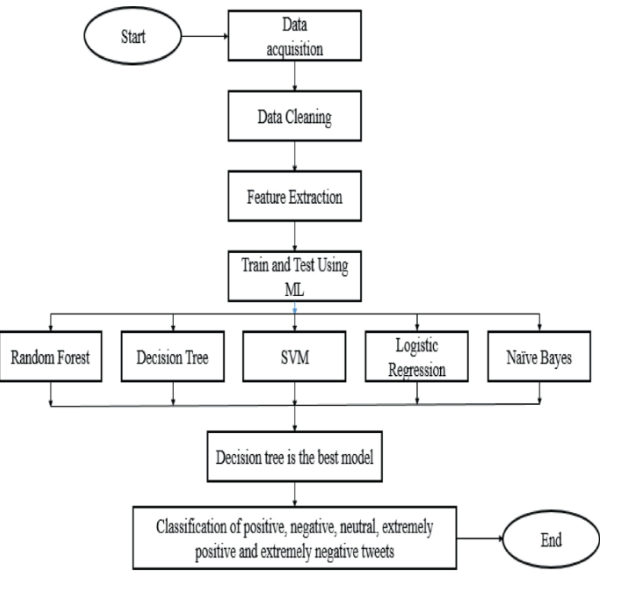 Start
Data
acquisition
Data Cleaning
Feature Extraction
Train and Test Using
ML
Random Forest
Decision Tree
SVM
Logistic
Regression
Naïve Bayes
Decision tree is the best model
Classification of positive, negative, neutral, extremely
positive and extremely negative tweets
End